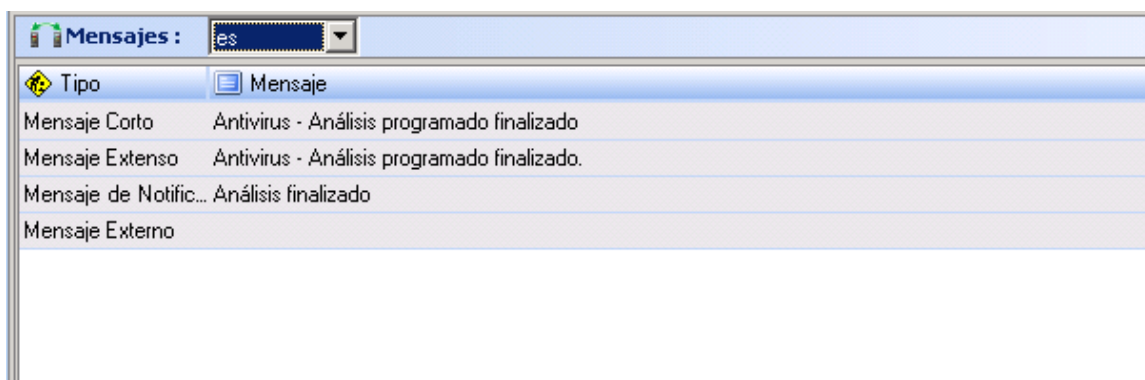 Mensajes : es
Tipo Mensaje
Mensaje Corto Antivirus - Análisis programado finalizado
Mensaje Extenso Antivirus - Análisis programado finalizado.
Mensaje de Notific... Análisis finalizado
Mensaje Externo